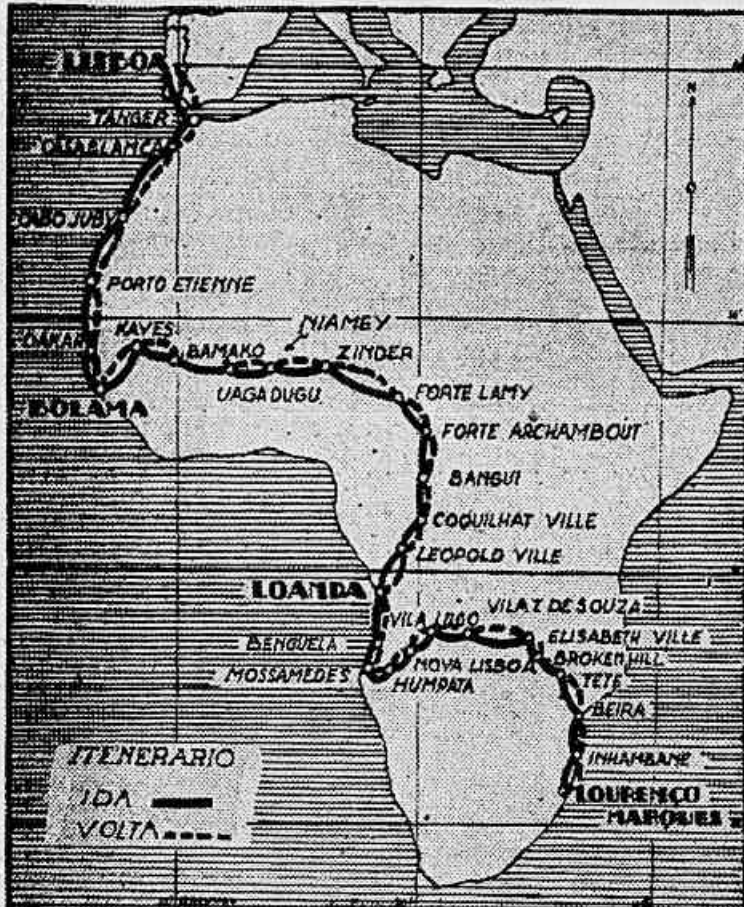 LISBOA
TANGER
CASABLANCA
CABO JUBY
PORTO ETIENNE
DAKAR
KAYES
NIAMEY
BAMAKO
ZINDER
BOLAMA
UAGADUGU
FORTE LAMY
FORTE ARCHAMBOUT
BANGUI
COQUILHAT VILLE
LEOPOLD VILLE
LOANDA
VILA LUSO
VILA T. DE SOUZA
BENGUELA
ELISABETH VILLE
NOVA LISBOA
BROKEN HILL
MOSSAMEDES
HUMPATA
TETE
BEIRA
INHAMBANE
LOURENÇO
MARQUES
ITENERARIO
IDA
VOLTA
N